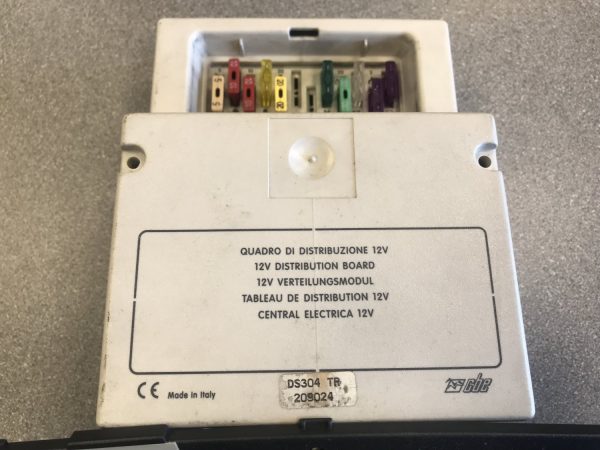 QUADRO DI DISTRIBUZIONE 12V
12V DISTRIBUTION BOARD
12V VERTEILUNGSMODUL
TABLEAU DE DISTRIBUTION 12V
CENTRAL ELECTRICA 12V
CE Made in Italy
DS304 TR
209024
cbe